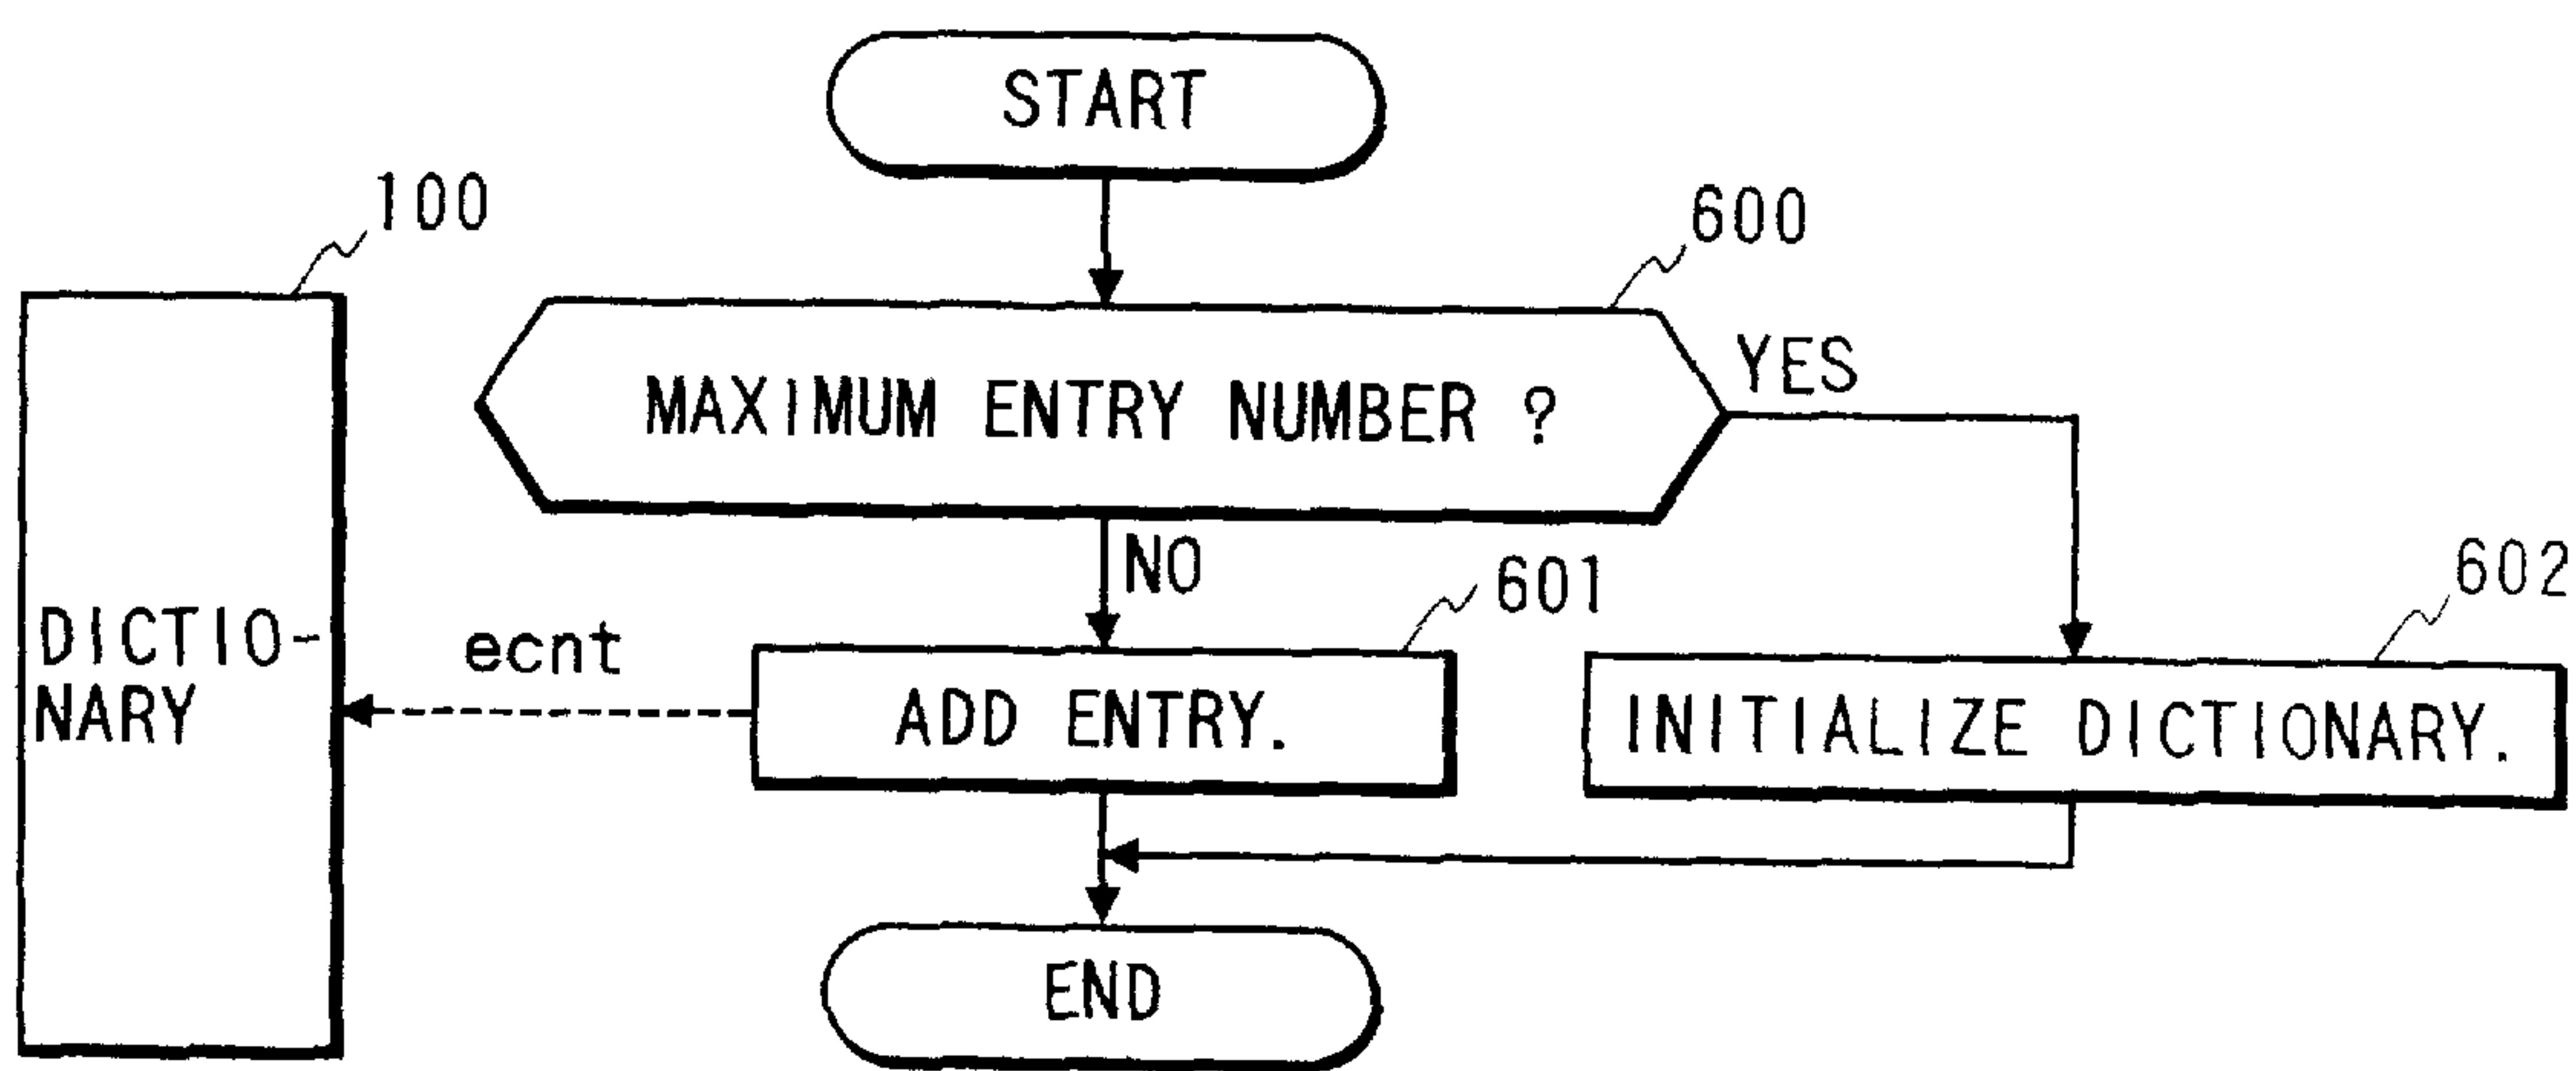 START
100
600
MAXIMUM ENTRY NUMBER ?
YES
NO
601
602
DICTIO-
NARY
ecnt
ADD ENTRY.
INITIALIZE DICTIONARY.
END